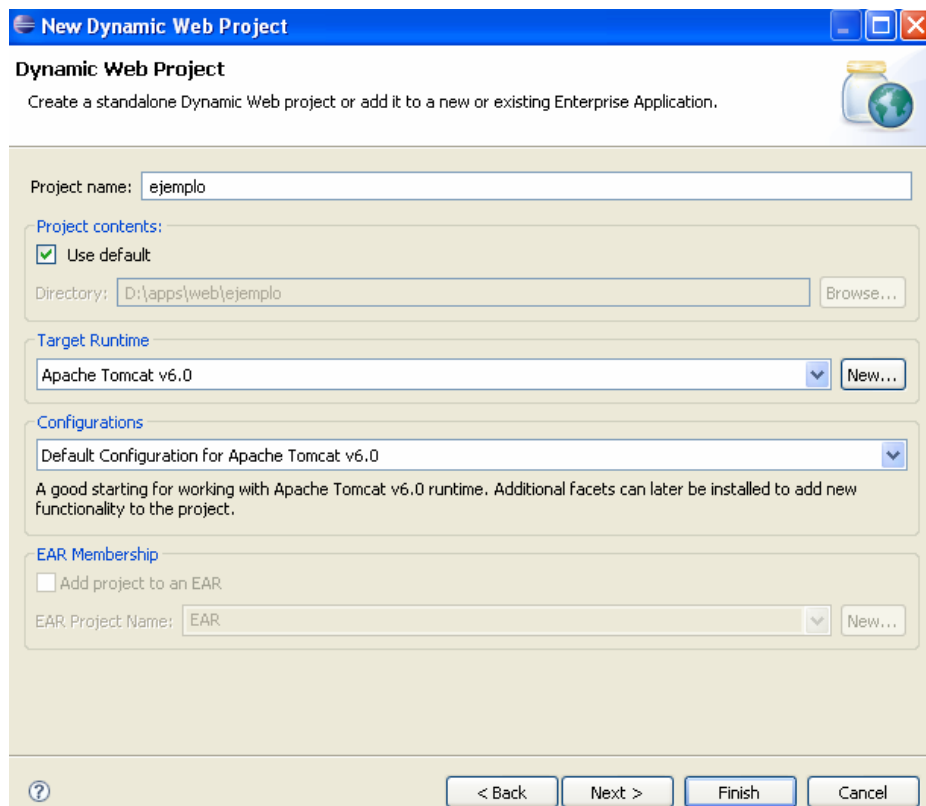 New Dynamic Web Project
Dynamic Web Project
Create a standalone Dynamic Web project or add it to a new or existing Enterprise Application.
Project name: ejemplo
Project contents:
Use default
Directory: D:\apps\web\ejemplo Browse...
Target Runtime
Apache Tomcat v6.0 New...
Configurations
Default Configuration for Apache Tomcat v6.0
A good starting for working with Apache Tomcat v6.0 runtime. Additional facets can later be installed to add new
functionality to the project.
EAR Membership
Add project to an EAR
EAR Project Name: EAR New...
? < Back Next > Finish Cancel